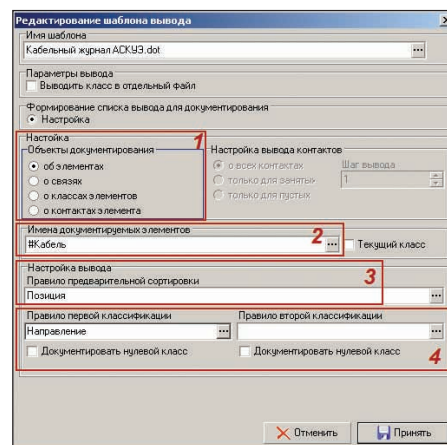 Редактирование шаблона вывода
Имя шаблона
Кабельный журнал АСКУЭ.dot
...
Параметры вывода
Выводить класс в отдельный файл
Формирование списка вывода для документирования
Настройка
Настойка
1
Объекты документирования
Настройка вывода контактов
об элементах
о всех контактах
Шаг вывода
о связях
только для занятых
1
о классах элементов
только для пустых
о контактах элемента
Имена документируемых элементов
2
#Кабель
...
Текущий класс
Настройка вывода
3
Правило предварительной сортировки
Позиция
...
Правило первой классификации
Правило второй классификации
Направление
...
...
Документировать нулевой класс
Документировать нулевой класс
4
Отменить
Принять